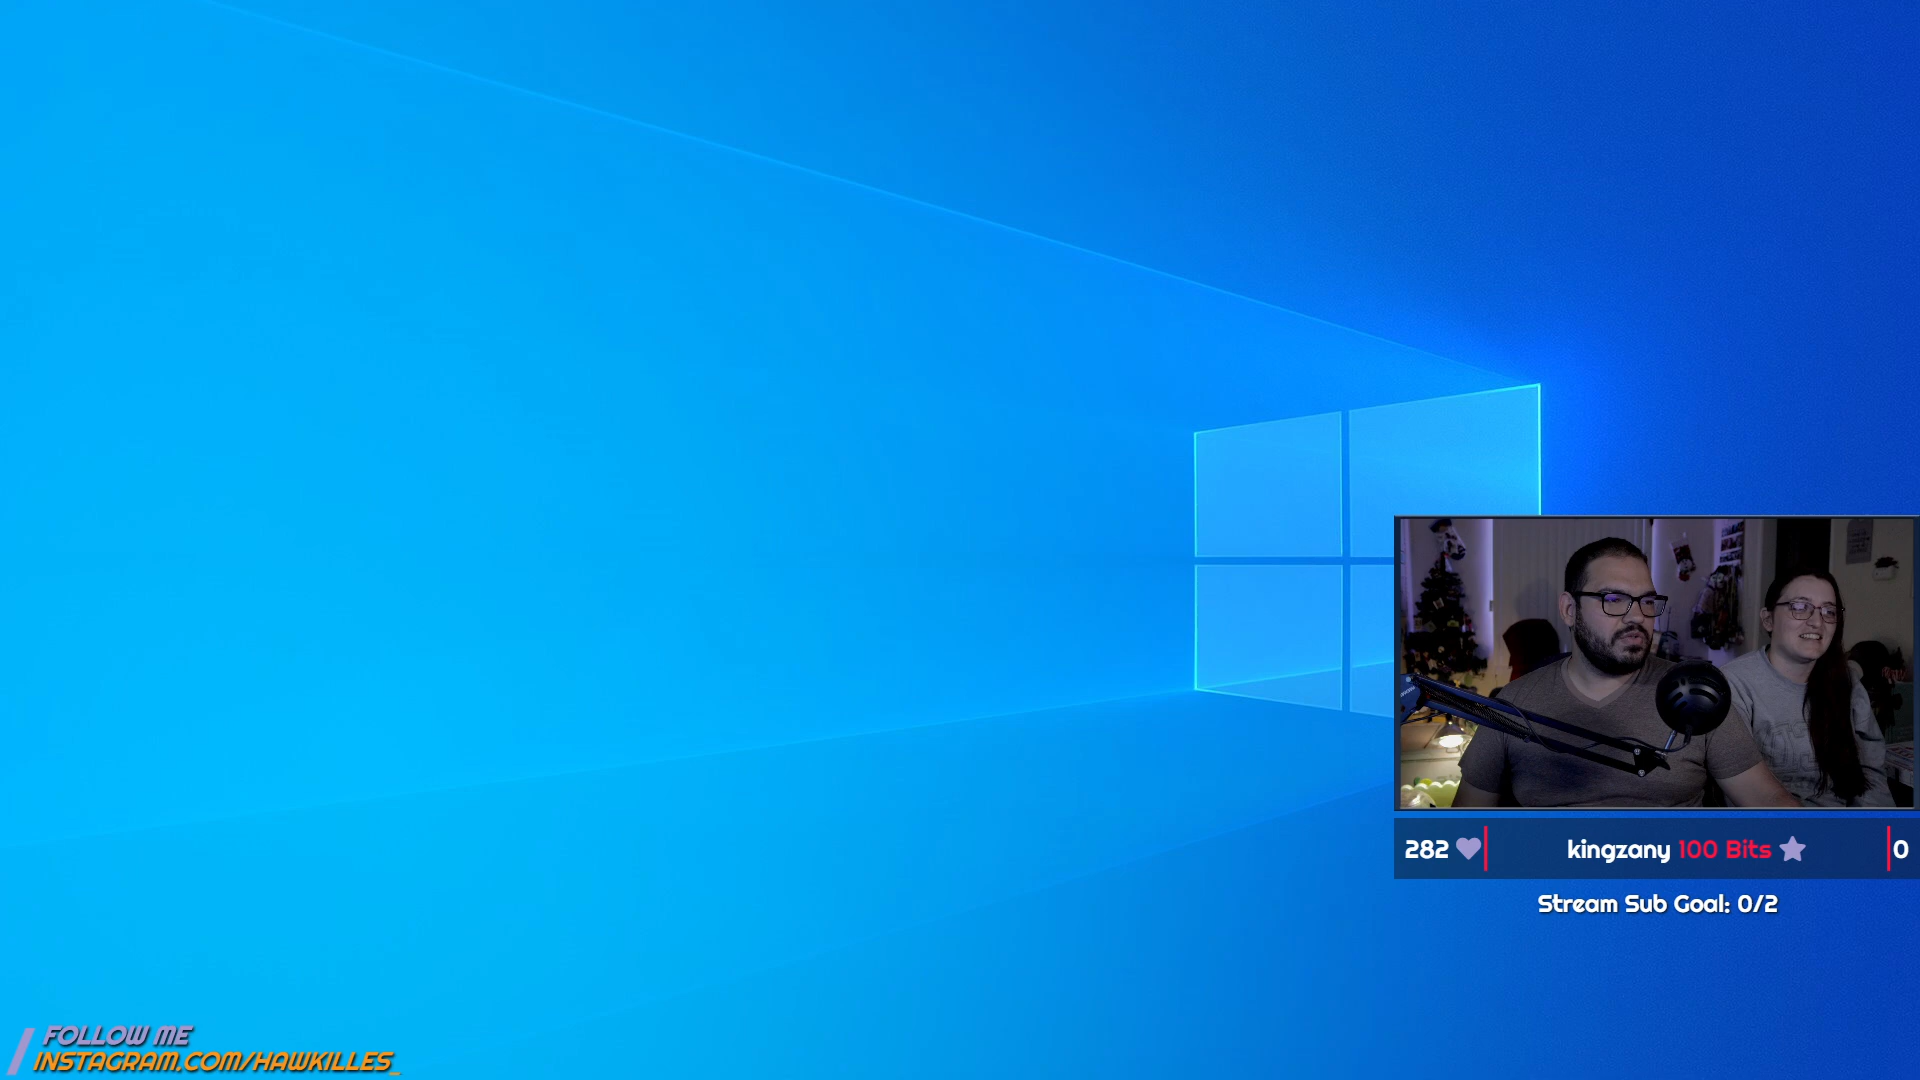 282
kingzany 100 Bits
0
Stream Sub Goal: 0/2
FOLLOW ME
INSTAGRAM.COM/HAWKILLES_